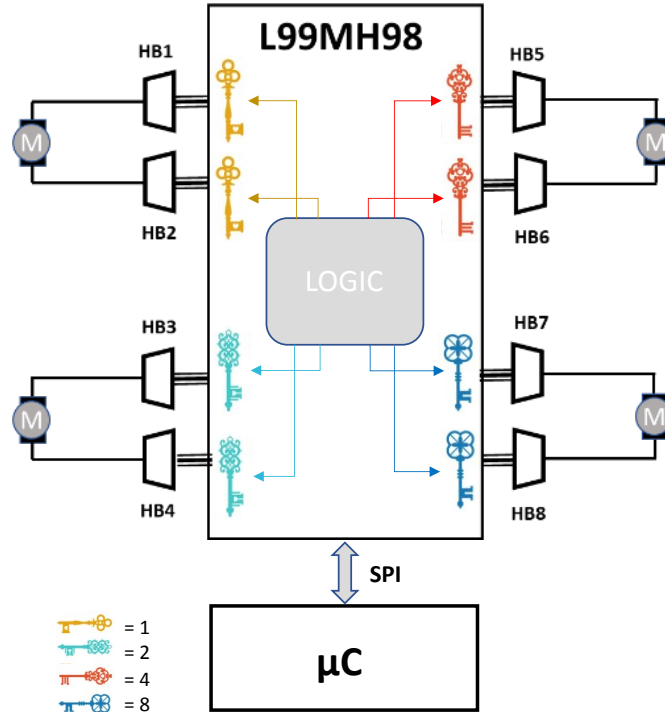 L99MH98
HB1
HB5
M
M
HB2
HB6
LOGIC
HB3
HB7
M
M
HB4
HB8
SPI
= 1
= 2
= 4
= 8
µC